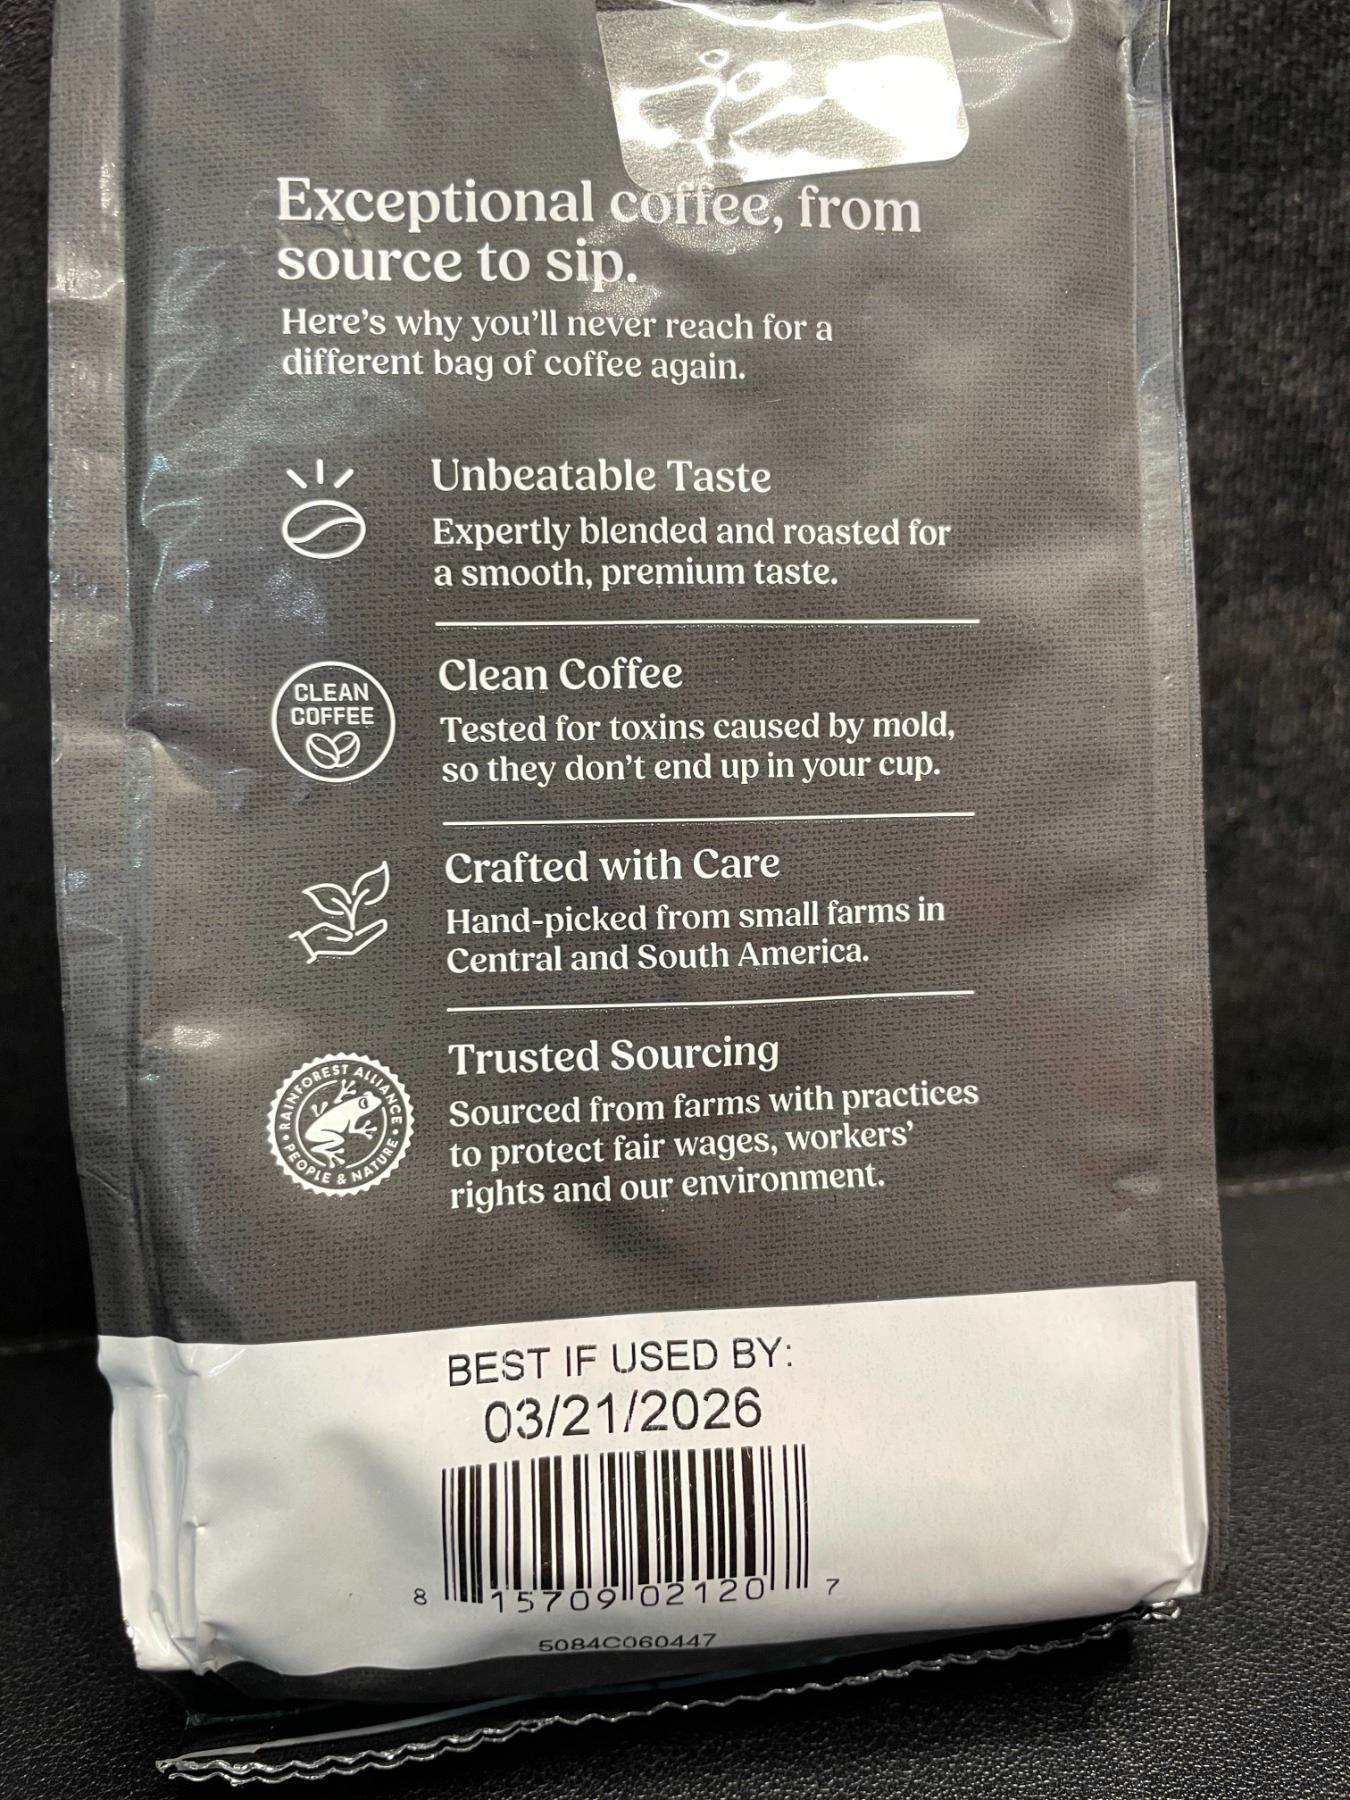 Exceptional coffee, from
source to sip.
Here's why you'll never reach for a
different bag of coffee again.
Unbeatable Taste
Expertly blended and roasted for
a smooth, premium taste.
CLEAN
COFFEE
Clean Coffee
Tested for toxins caused by mold,
so they don't end up in your cup.
Crafted with Care
Hand-picked from small farms in
Central and South America.
RAINFOREST ALLIANCE
PEOPLE & NATURE
Trusted Sourcing
Sourced from farms with practices
to protect fair wages, workers'
rights and our environment.
BEST IF USED BY:
03/21/2026
8 15709 02120 7
5084C060447